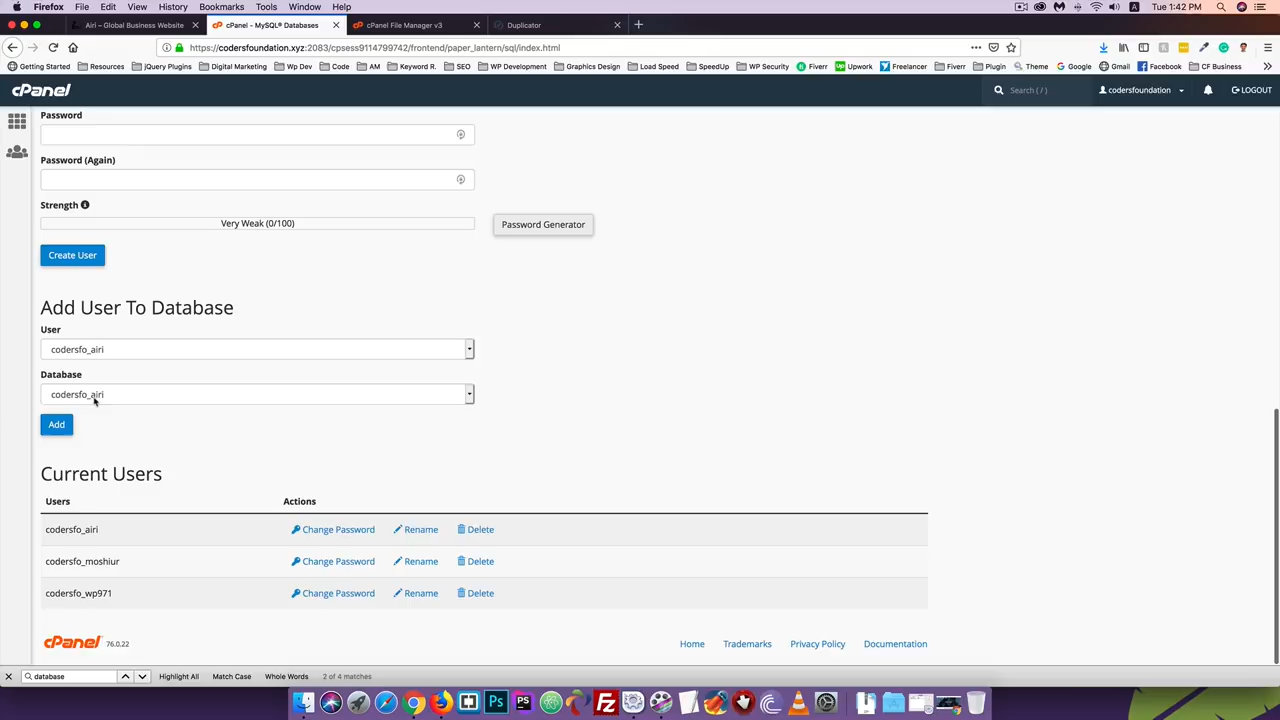 Firefox File Edit View History Bookmarks Tools Window Help
Tue 1:42 PM
Airi – Global Business Website
cPanel - MySQL® Databases
cPanel File Manager v3
Duplicator
https://codersfoundation.xyz:2083/cpsess9114799742/frontend/paper_lantern/sql/index.html
Getting Started Resources jQuery Plugins Digital Marketing Wp Dev Code AM Keyword R. SEO WP Development Graphics Design Load Speed SpeedUp WP Security Fiverr Upwork Freelancer Fiverr Plugin Theme Google Gmail Facebook CF Business
cPanel
Search ( / )
codersfoundation
LOGOUT
Password
Password (Again)
Strength
Very Weak (0/100)
Password Generator
Create User
Add User To Database
User
codersfo_airi
Database
codersfo_airi
Add
Current Users
Users Actions
codersfo_airi Change Password Rename Delete
codersfo_moshiur Change Password Rename Delete
codersfo_wp971 Change Password Rename Delete
cPanel 76.0.22
Home Trademarks Privacy Policy Documentation
database Highlight All Match Case Whole Words 2 of 4 matches